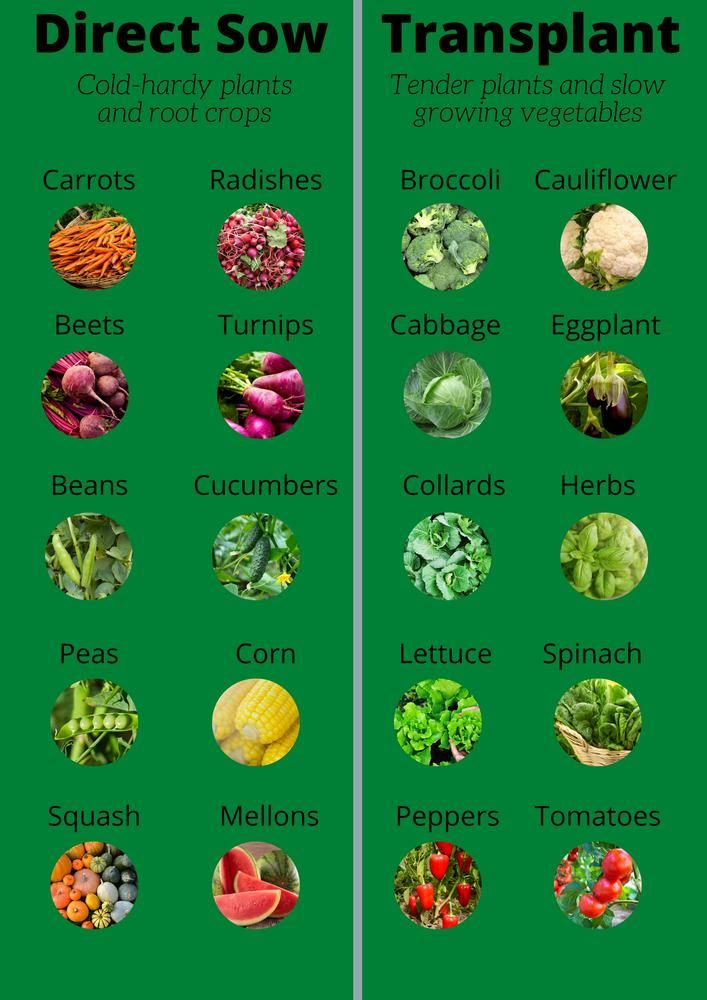 Direct Sow
Cold-hardy plants
and root crops
Carrots Radishes
Beets Turnips
Beans Cucumbers
Peas Corn
Squash Mellons
Transplant
Tender plants and slow
growing vegetables
Broccoli Cauliflower
Cabbage Eggplant
Collards Herbs
Lettuce Spinach
Peppers Tomatoes